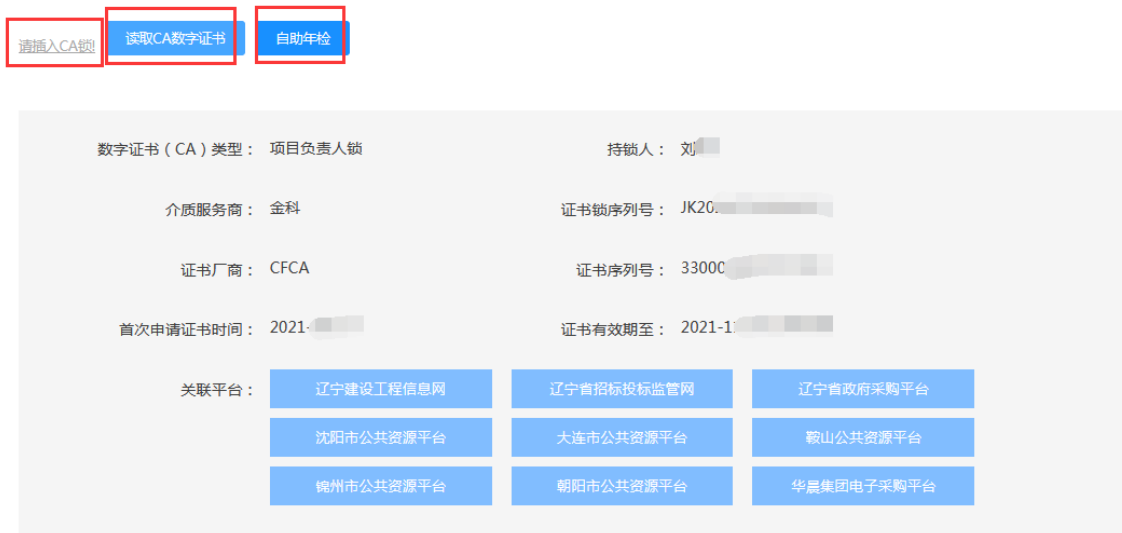 请插入CA锁!
读取CA数字证书
自助年检
数字证书（CA）类型： 项目负责人锁 持锁人： 刘
介质服务商： 金科 证书锁序列号： JK20
证书厂商： CFCA 证书序列号： 33000
首次申请证书时间： 2021- 证书有效期至： 2021-1
关联平台： 辽宁建设工程信息网 辽宁省招标投标监管网 辽宁省政府采购平台
沈阳市公共资源平台 大连市公共资源平台 鞍山公共资源平台
锦州市公共资源平台 朝阳市公共资源平台 华晨集团电子采购平台